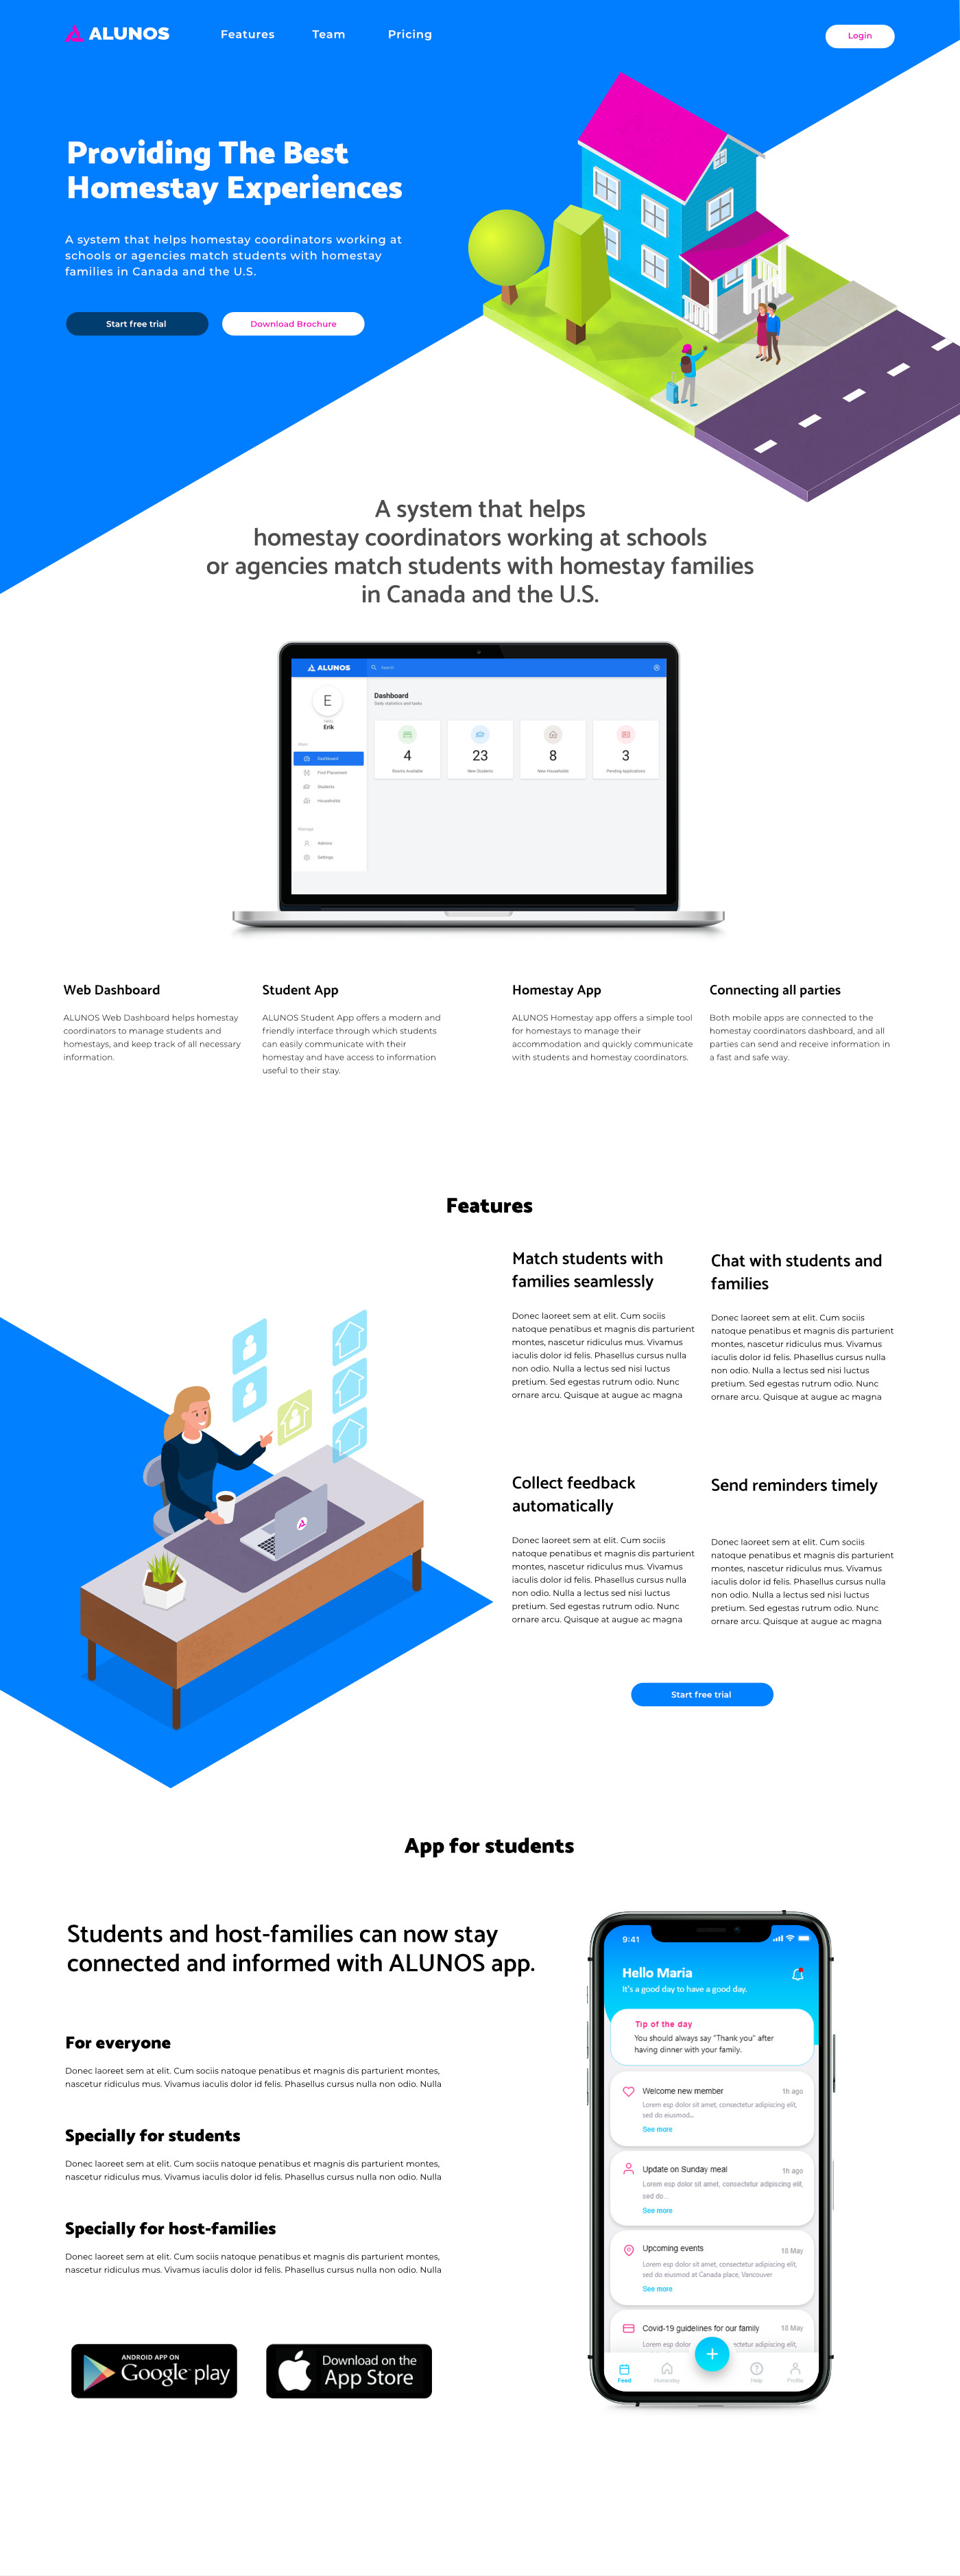 ALUNOS
Features
Team
Pricing
Login
Providing The Best
Homestay Experiences
A system that helps homestay coordinators working at
schools or agencies match students with homestay
families in Canada and the U.S.
Start free trial
Download Brochure
A system that helps
homestay coordinators working at schools
or agencies match students with homestay families
in Canada and the U.S.
ALUNOS
Search
E
Hello
Erik
Main
Dashboard
Find Placement
Students
Households
Manage
Admins
Settings
Dashboard
Daily statistics and tasks
4
Rooms Available
23
New Students
8
New Households
3
Pending Applications
Web Dashboard
ALUNOS Web Dashboard helps homestay
coordinators to manage students and
homestays, and keep track of all necessary
information.
Student App
ALUNOS Student App offers a modern and
friendly interface through which students
can easily communicate with their
homestay and have access to information
useful to their stay.
Homestay App
ALUNOS Homestay app offers a simple tool
for homestays to manage their
accommodation and quickly communicate
with students and homestay coordinators.
Connecting all parties
Both mobile apps are connected to the
homestay coordinators dashboard, and all
parties can send and receive information in
a fast and safe way.
Features
Match students with
families seamlessly
Donec laoreet sem at elit. Cum sociis
natoque penatibus et magnis dis parturient
montes, nascetur ridiculus mus. Vivamus
iaculis dolor id felis. Phasellus cursus nulla
non odio. Nulla a lectus sed nisi luctus
pretium. Sed egestas rutrum odio. Nunc
ornare arcu. Quisque at augue ac magna
Chat with students and
families
Donec laoreet sem at elit. Cum sociis
natoque penatibus et magnis dis parturient
montes, nascetur ridiculus mus. Vivamus
iaculis dolor id felis. Phasellus cursus nulla
non odio. Nulla a lectus sed nisi luctus
pretium. Sed egestas rutrum odio. Nunc
ornare arcu. Quisque at augue ac magna
Collect feedback
automatically
Donec laoreet sem at elit. Cum sociis
natoque penatibus et magnis dis parturient
montes, nascetur ridiculus mus. Vivamus
iaculis dolor id felis. Phasellus cursus nulla
non odio. Nulla a lectus sed nisi luctus
pretium. Sed egestas rutrum odio. Nunc
ornare arcu. Quisque at augue ac magna
Send reminders timely
Donec laoreet sem at elit. Cum sociis
natoque penatibus et magnis dis parturient
montes, nascetur ridiculus mus. Vivamus
iaculis dolor id felis. Phasellus cursus nulla
non odio. Nulla a lectus sed nisi luctus
pretium. Sed egestas rutrum odio. Nunc
ornare arcu. Quisque at augue ac magna
Start free trial
App for students
Students and host-families can now stay
connected and informed with ALUNOS app.
For everyone
Donec laoreet sem at elit. Cum sociis natoque penatibus et magnis dis parturient montes,
nascetur ridiculus mus. Vivamus iaculis dolor id felis. Phasellus cursus nulla non odio. Nulla
Specially for students
Donec laoreet sem at elit. Cum sociis natoque penatibus et magnis dis parturient montes,
nascetur ridiculus mus. Vivamus iaculis dolor id felis. Phasellus cursus nulla non odio. Nulla
Specially for host-families
Donec laoreet sem at elit. Cum sociis natoque penatibus et magnis dis parturient montes,
nascetur ridiculus mus. Vivamus iaculis dolor id felis. Phasellus cursus nulla non odio. Nulla
ANDROID APP ON
Google play
Download on the
App Store
9:41
Hello Maria
It's a good day to have a good day.
Tip of the day
You should always say "Thank you" after
having dinner with your family.
Welcome new member
1h ago
Lorem esp dolor sit amet, consectetur adipiscing elit,
sed do eiusmod...
See more
Update on Sunday meal
1h ago
Lorem esp dolor sit amet, consectetur adipiscing elit,
sed do...
See more
Upcoming events
18 May
Lorem esp dolor sit amet, consectetur adipiscing elit,
sed do eiusmod at Canada place, Vancouver
See more
Covid-19 guidelines for our family
18 May
Lorem esp dolor
ectetur adipiscing elit,
+
Feed
Homestay
Help
Profile